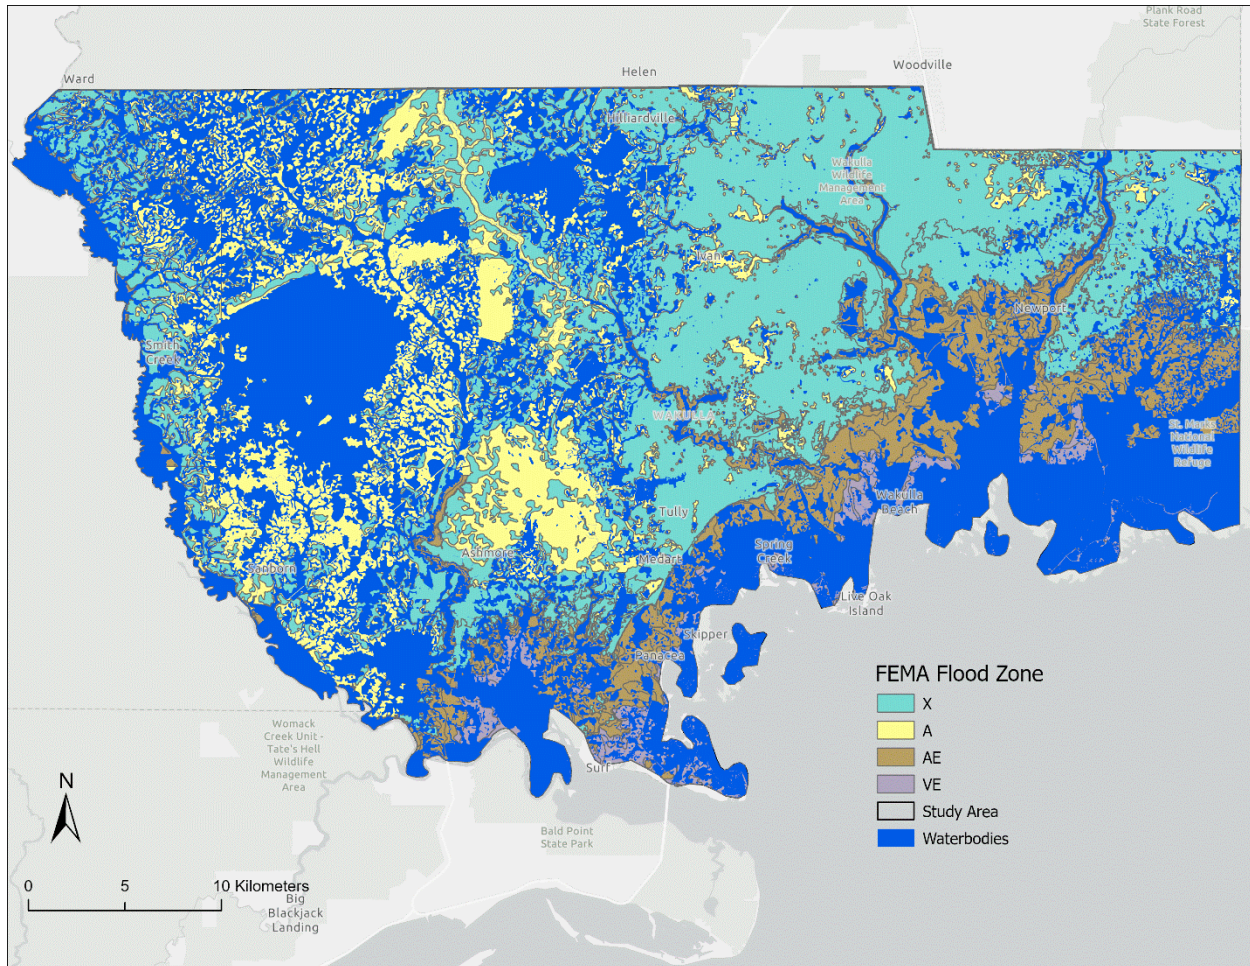 Plank Road
State Forest
Ward
Helen
Woodville
Hilliardville
Wakulla
Wildlife
Management
Area
Ivan
Newport
Smith
Creek
WAKULLA
St. Marks
National
Wildlife
Refuge
Wakulla
Beach
Tully
Ashmore
Medart
Spring
Creek
Sanborn
Live Oak
Island
Skipper
Panacea
FEMA Flood Zone
X
A
AE
VE
Study Area
Waterbodies
Womack
Creek Unit -
Tate's Hell
Wildlife
Management
Area
Surf
N
Bald Point
State Park
0 5 10 Kilometers
Big
Blackjack
Landing